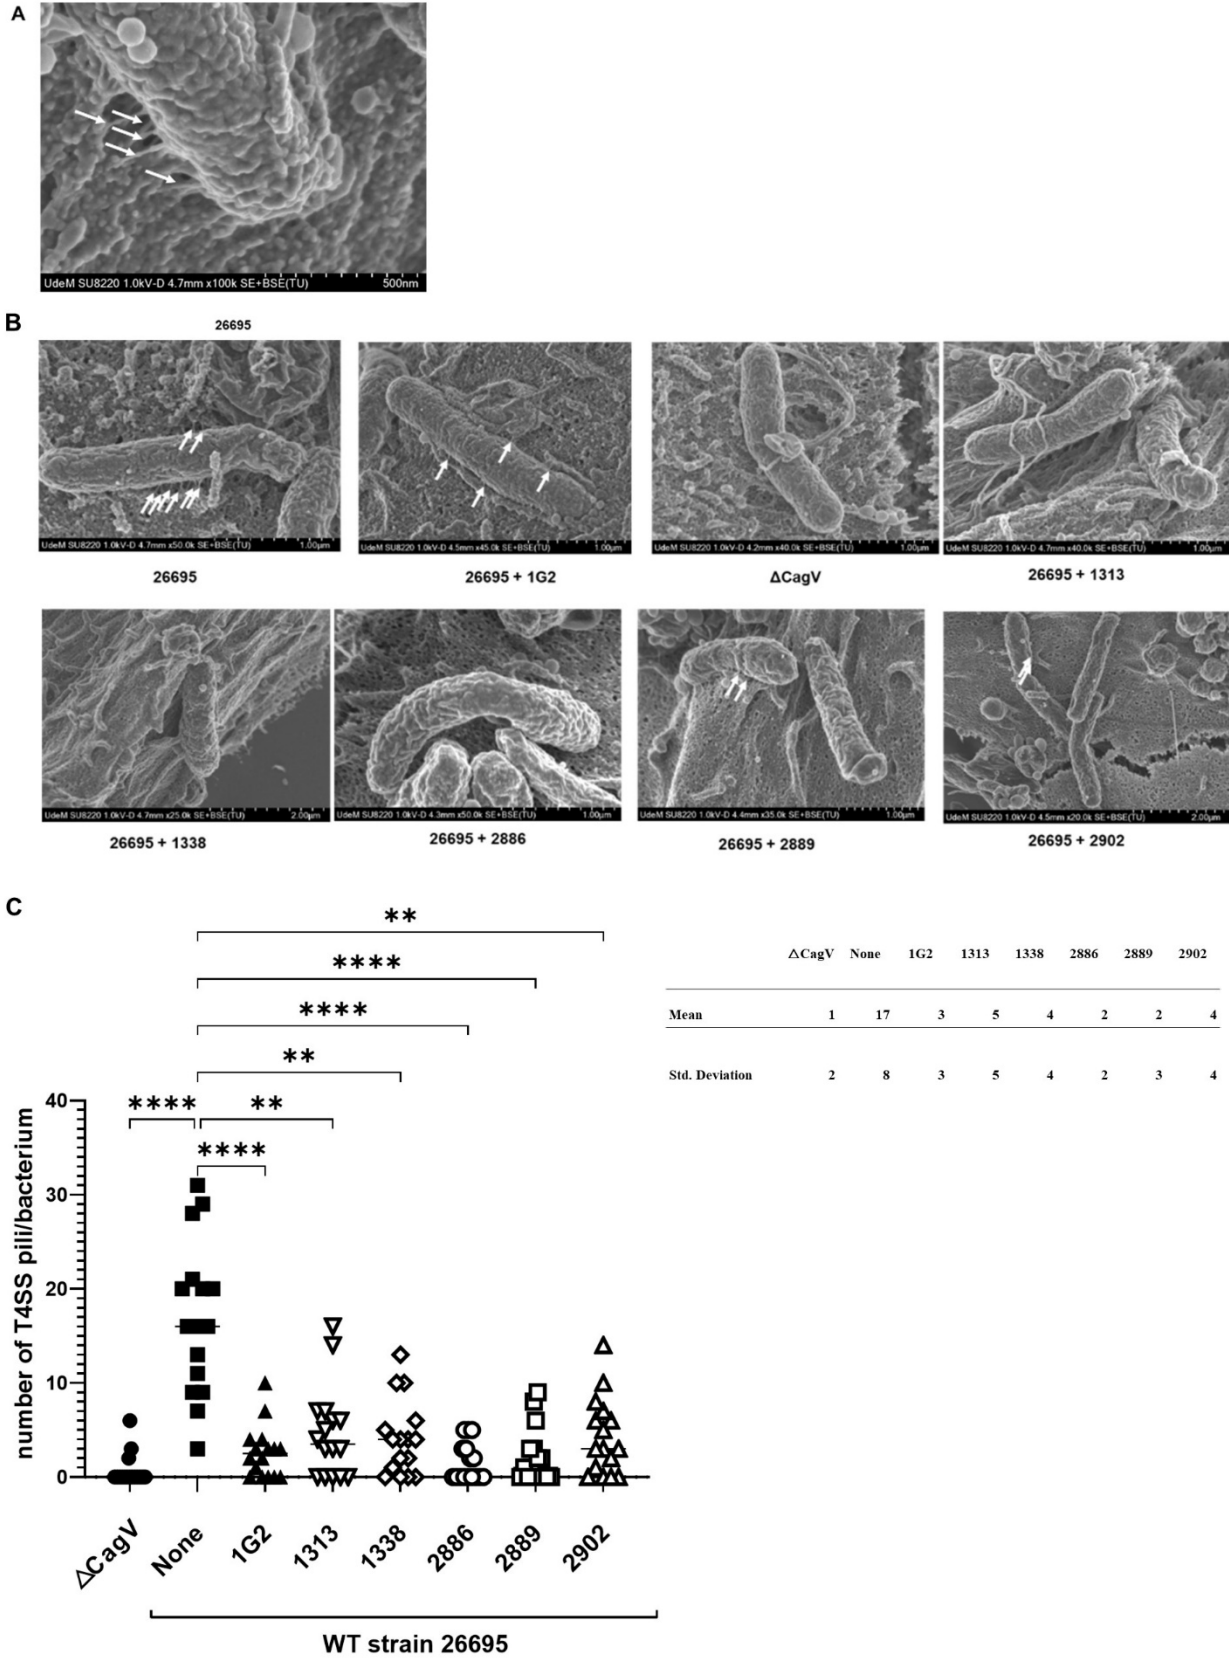 A
UdeM SU8220 1.0kV-D 4.7mm x100k SE+BSE(TU) 500nm
B
26695
UdeM SU8220 1.0kV-D 4.7mm x50.0k SE+BSE(TU) 1.00µm
UdeM SU8220 1.0kV-D 4.5mm x45.0k SE+BSE(TU) 1.00µm
UdeM SU8220 1.0kV-D 4.2mm x40.0k SE+BSE(TU) 1.00µm
UdeM SU8220 1.0kV-D 4.7mm x40.0k SE+BSE(TU) 1.00µm
26695
26695 + 1G2
ΔCagV
26695 + 1313
UdeM SU8220 1.0kV-D 4.7mm x25.0k SE+BSE(TU) 2.00µm
UdeM SU8220 1.0kV-D 4.3mm x50.0k SE+BSE(TU) 1.00µm
UdeM SU8220 1.0kV-D 4.4mm x35.0k SE+BSE(TU) 1.00µm
UdeM SU8220 1.0kV-D 4.5mm x20.0k SE+BSE(TU) 2.00µm
26695 + 1338
26695 + 2886
26695 + 2889
26695 + 2902
C
**
****
****
**
**** **
****
number of T4SS pili/bacterium
40
30
20
10
0
ΔCagV None 1G2 1313 1338 2886 2889 2902
WT strain 26695
ΔCagV None 1G2 1313 1338 2886 2889 2902
Mean 1 17 3 5 4 2 2 4
Std. Deviation 2 8 3 5 4 2 3 4